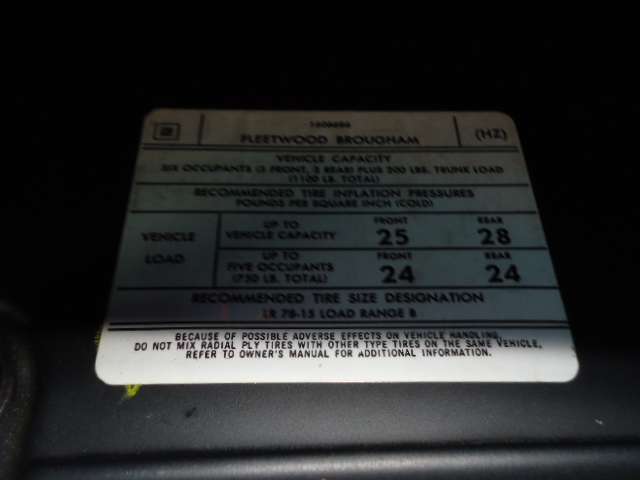 FLEETWOOD BROUGHAM
(HZ)
VEHICLE CAPACITY
SIX OCCUPANTS (3 FRONT, 3 REAR) PLUS 200 LBS. TRUNK LOAD
(1100 LB. TOTAL)
RECOMMENDED TIRE INFLATION PRESSURES
POUNDS PER SQUARE INCH (COLD)
VEHICLE LOAD
UP TO VEHICLE CAPACITY
FRONT 25
REAR 28
UP TO FIVE OCCUPANTS (750 LB. TOTAL)
FRONT 24
REAR 24
RECOMMENDED TIRE SIZE DESIGNATION
LR 78-15 LOAD RANGE B
BECAUSE OF POSSIBLE ADVERSE EFFECTS ON VEHICLE HANDLING,
DO NOT MIX RADIAL PLY TIRES WITH OTHER TYPE TIRES ON THE SAME VEHICLE,
REFER TO OWNER'S MANUAL FOR ADDITIONAL INFORMATION.